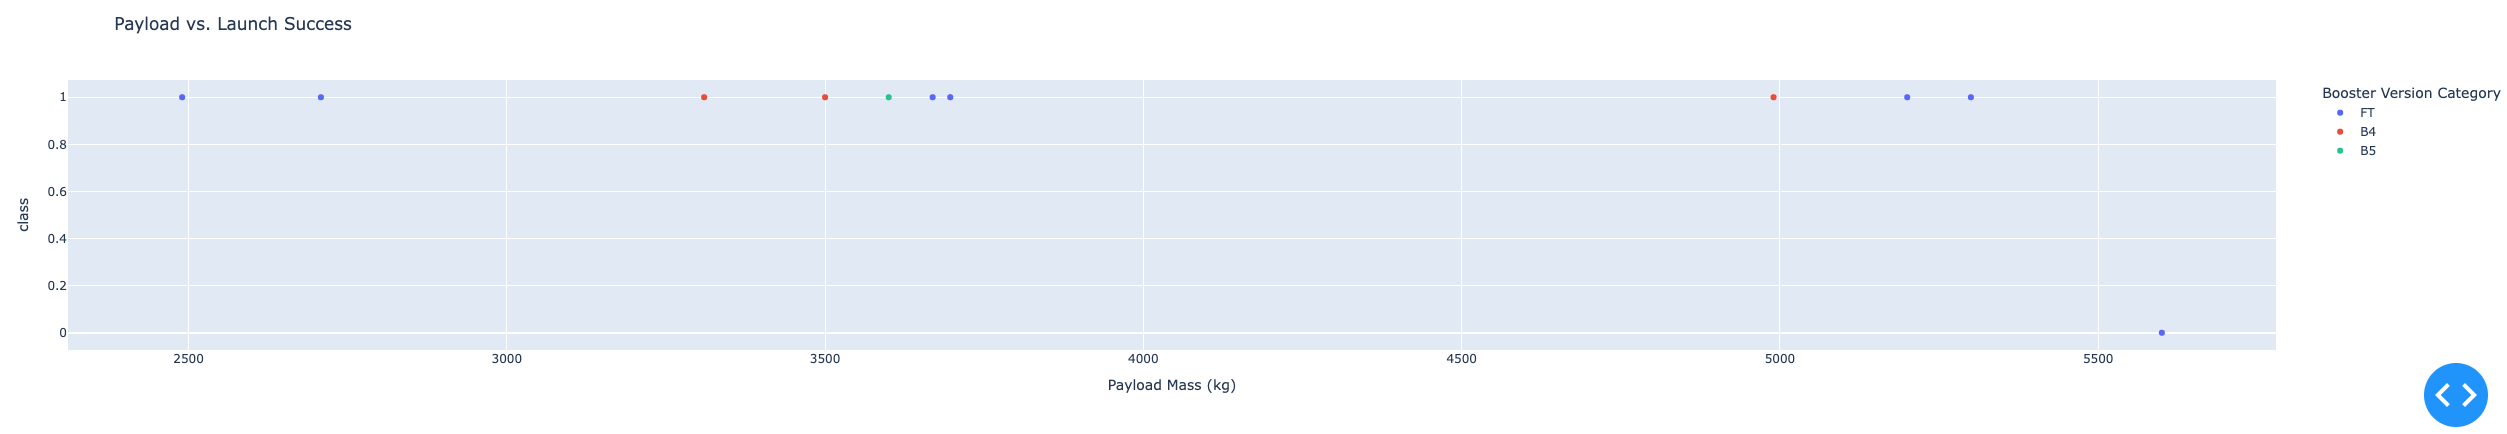 Payload vs. Launch Success
1
0.8
0.6
0.4
0.2
0
class
2500 3000 3500 4000 4500 5000 5500
Payload Mass (kg)
Booster Version Category
FT
B4
B5